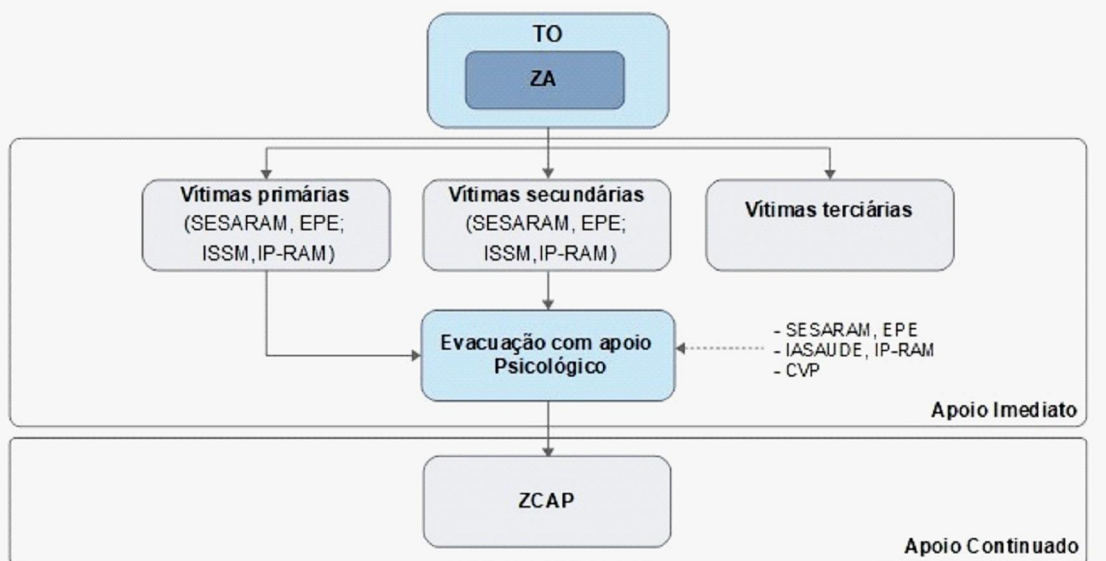 TO
ZA
Vítimas primárias
(SESARAM, EPE;
ISSM,IP-RAM)
Vítimas secundárias
(SESARAM, EPE;
ISSM,IP-RAM)
Vítimas terciárias
Evacuação com apoio
Psicológico
- SESARAM, EPE
- IASAUDE, IP-RAM
- CVP
Apoio Imediato
ZCAP
Apoio Continuado